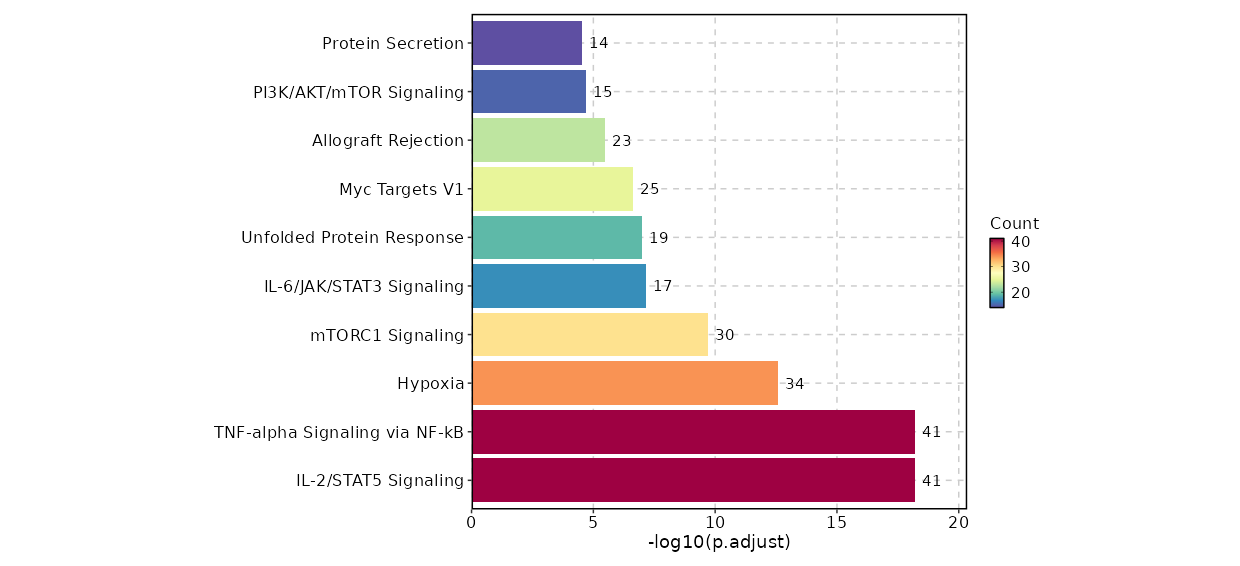 Protein Secretion 14
PI3K/AKT/mTOR Signaling 15
Allograft Rejection 23
Myc Targets V1 25
Unfolded Protein Response 19
IL-6/JAK/STAT3 Signaling 17
mTORC1 Signaling 30
Hypoxia 34
TNF-alpha Signaling via NF-kB 41
IL-2/STAT5 Signaling 41
0 5 10 15 20
-log10(p.adjust)
Count
40
30
20